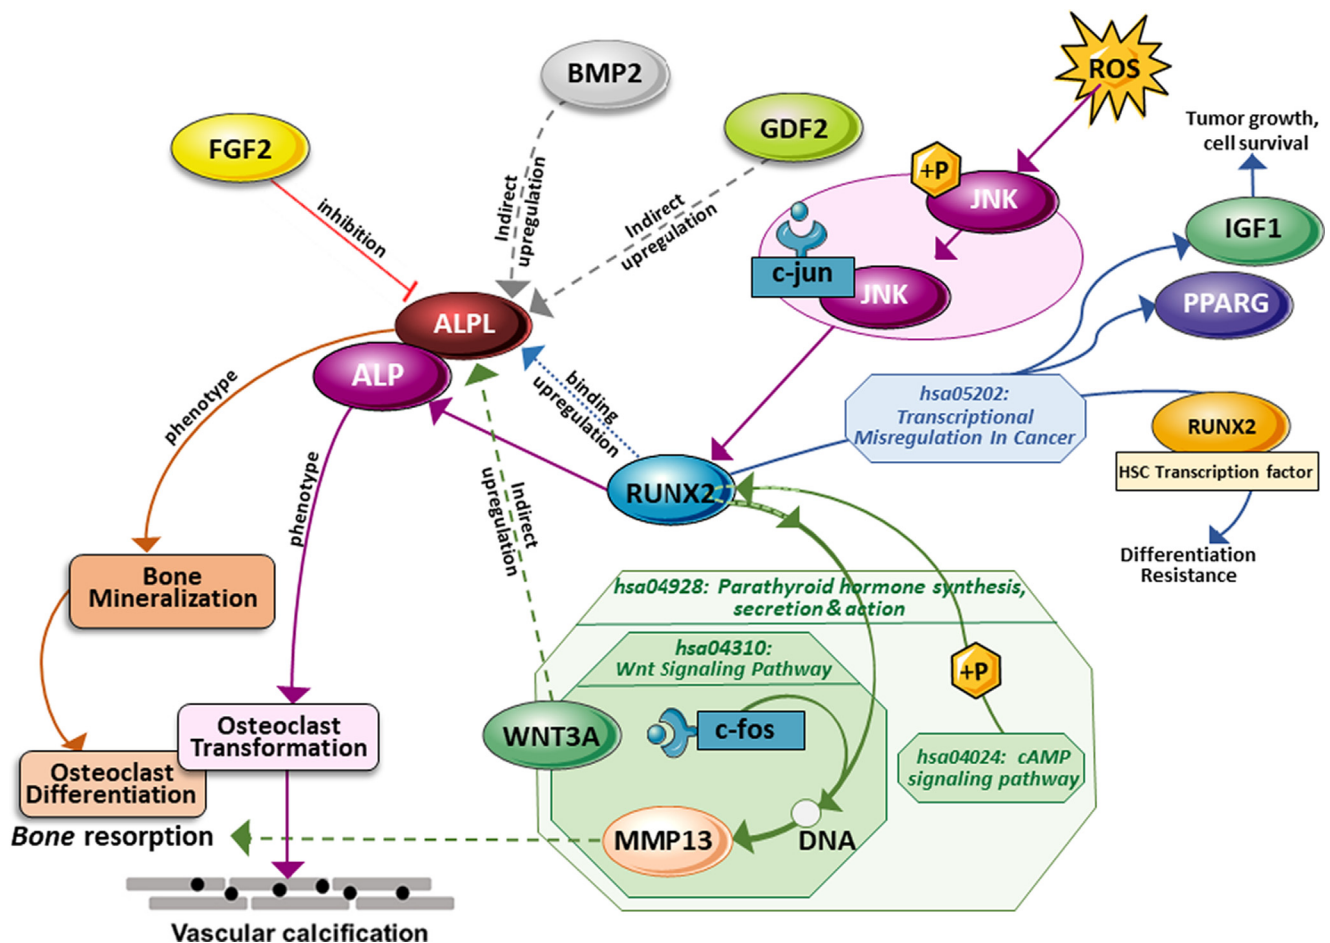 BMP2
ROS
GDF2
FGF2
Tumor growth,
cell survival
+P
JNK
inhibition
Indirect
upregulation
Indirect
upregulation
IGF1
c-jun
JNK
PPARG
ALPL
ALP
phenotype
binding
upregulation
hsa05202:
Transcriptional
Misregulation In Cancer
RUNX2
HSC Transcription factor
phenotype
Indirect
upregulation
RUNX2
Differentiation
Resistance
Bone
Mineralization
hsa04928: Parathyroid hormone synthesis,
secretion & action
hsa04310:
Wnt Signaling Pathway
+P
Osteoclast
Transformation
WNT3A
c-fos
hsa04024: cAMP
signaling pathway
Osteoclast
Differentiation
Bone resorption
MMP13
DNA
Vascular calcification